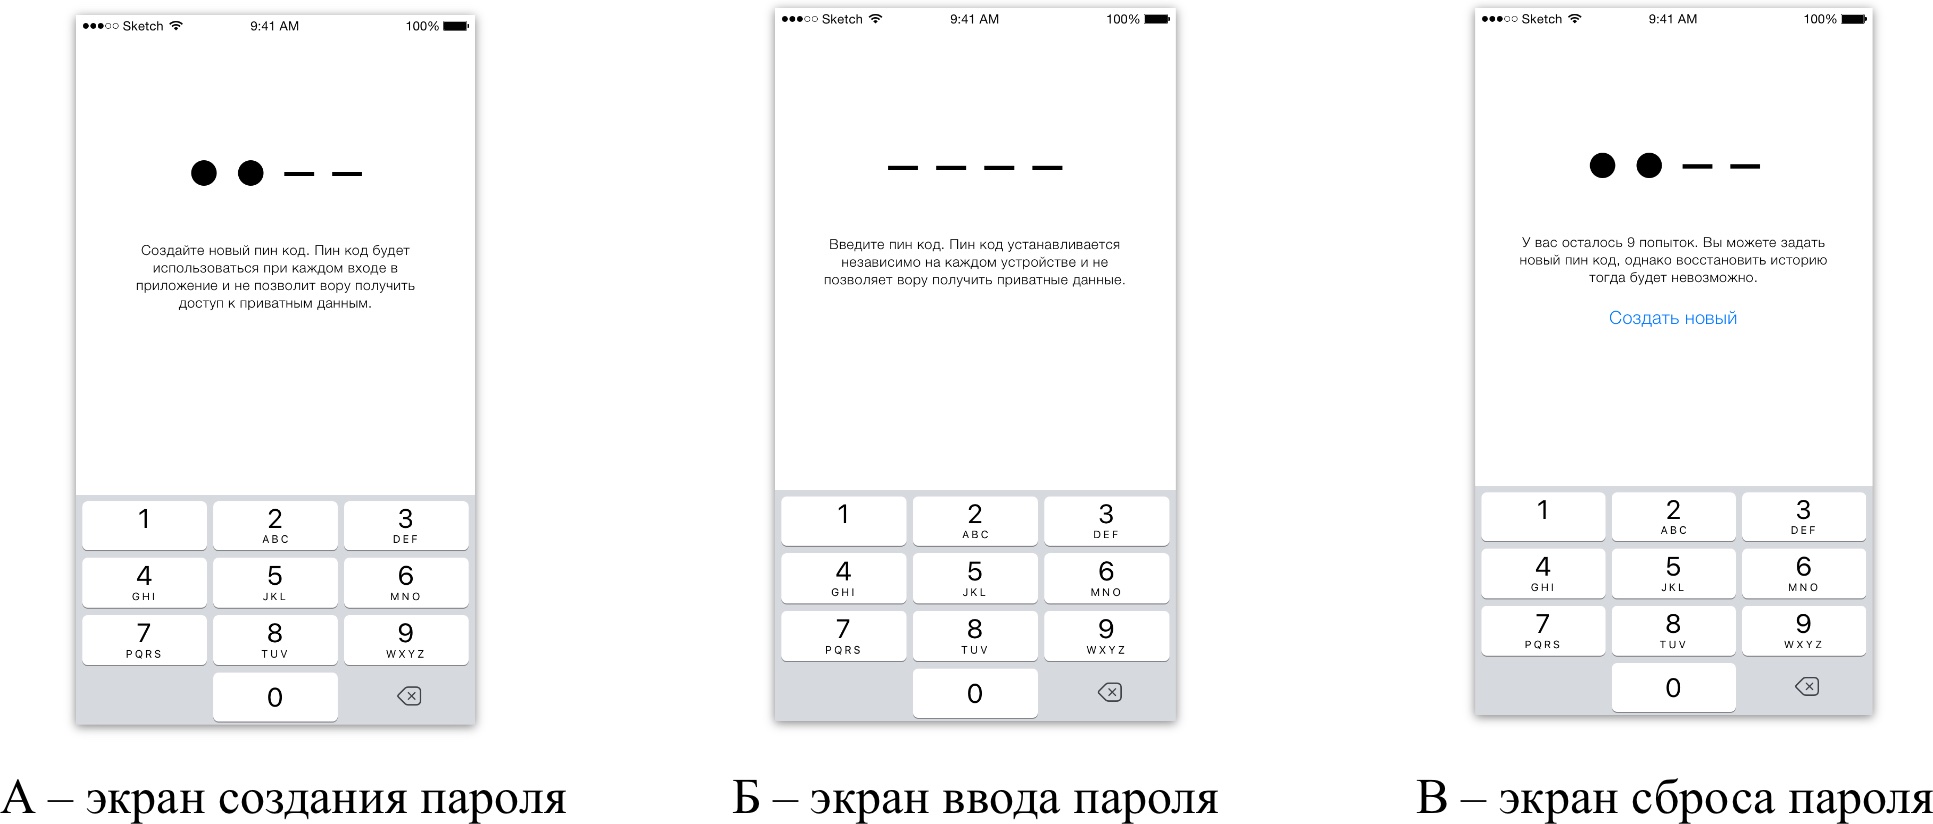 Sketch 9:41 AM 100%
Создайте новый пин код. Пин код будет
использоваться при каждом входе в
приложение и не позволит вору получить
доступ к приватным данным.
1 2 3
ABC DEF
4 5 6
GHI JKL MNO
7 8 9
PQRS TUV WXYZ
0
А – экран создания пароля
Sketch 9:41 AM 100%
Введите пин код. Пин код устанавливается
независимо на каждом устройстве и не
позволяет вору получить приватные данные.
1 2 3
ABC DEF
4 5 6
GHI JKL MNO
7 8 9
PQRS TUV WXYZ
0
Б – экран ввода пароля
Sketch 9:41 AM 100%
У вас осталось 9 попыток. Вы можете задать
новый пин код, однако восстановить историю
тогда будет невозможно.
Создать новый
1 2 3
ABC DEF
4 5 6
GHI JKL MNO
7 8 9
PQRS TUV WXYZ
0
В – экран сброса пароля